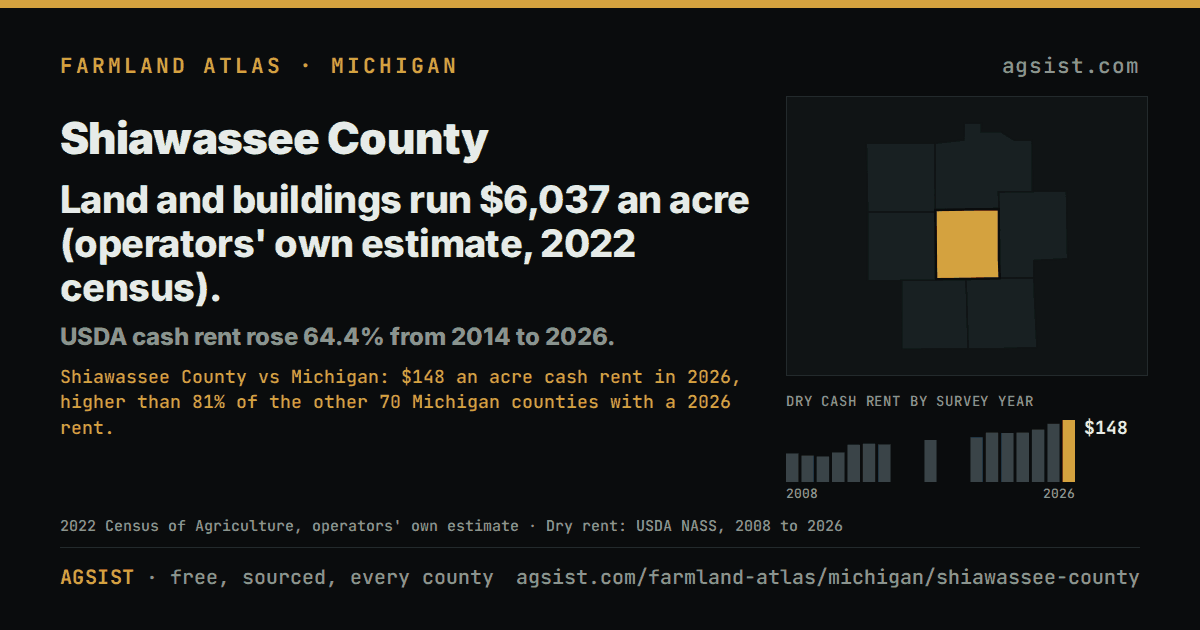 FARMLAND ATLAS · MICHIGAN
agsist.com
Shiawassee County
Land and buildings run $6,037 an acre
(operators' own estimate, 2022
census).
USDA cash rent rose 64.4% from 2014 to 2026.
Shiawassee County vs Michigan: $148 an acre cash rent in 2026,
higher than 81% of the other 70 Michigan counties with a 2026
rent.
DRY CASH RENT BY SURVEY YEAR
$148
2008
2026
2022 Census of Agriculture, operators' own estimate · Dry rent: USDA NASS, 2008 to 2026
AGSIST · free, sourced, every county
agsist.com/farmland-atlas/michigan/shiawassee-county